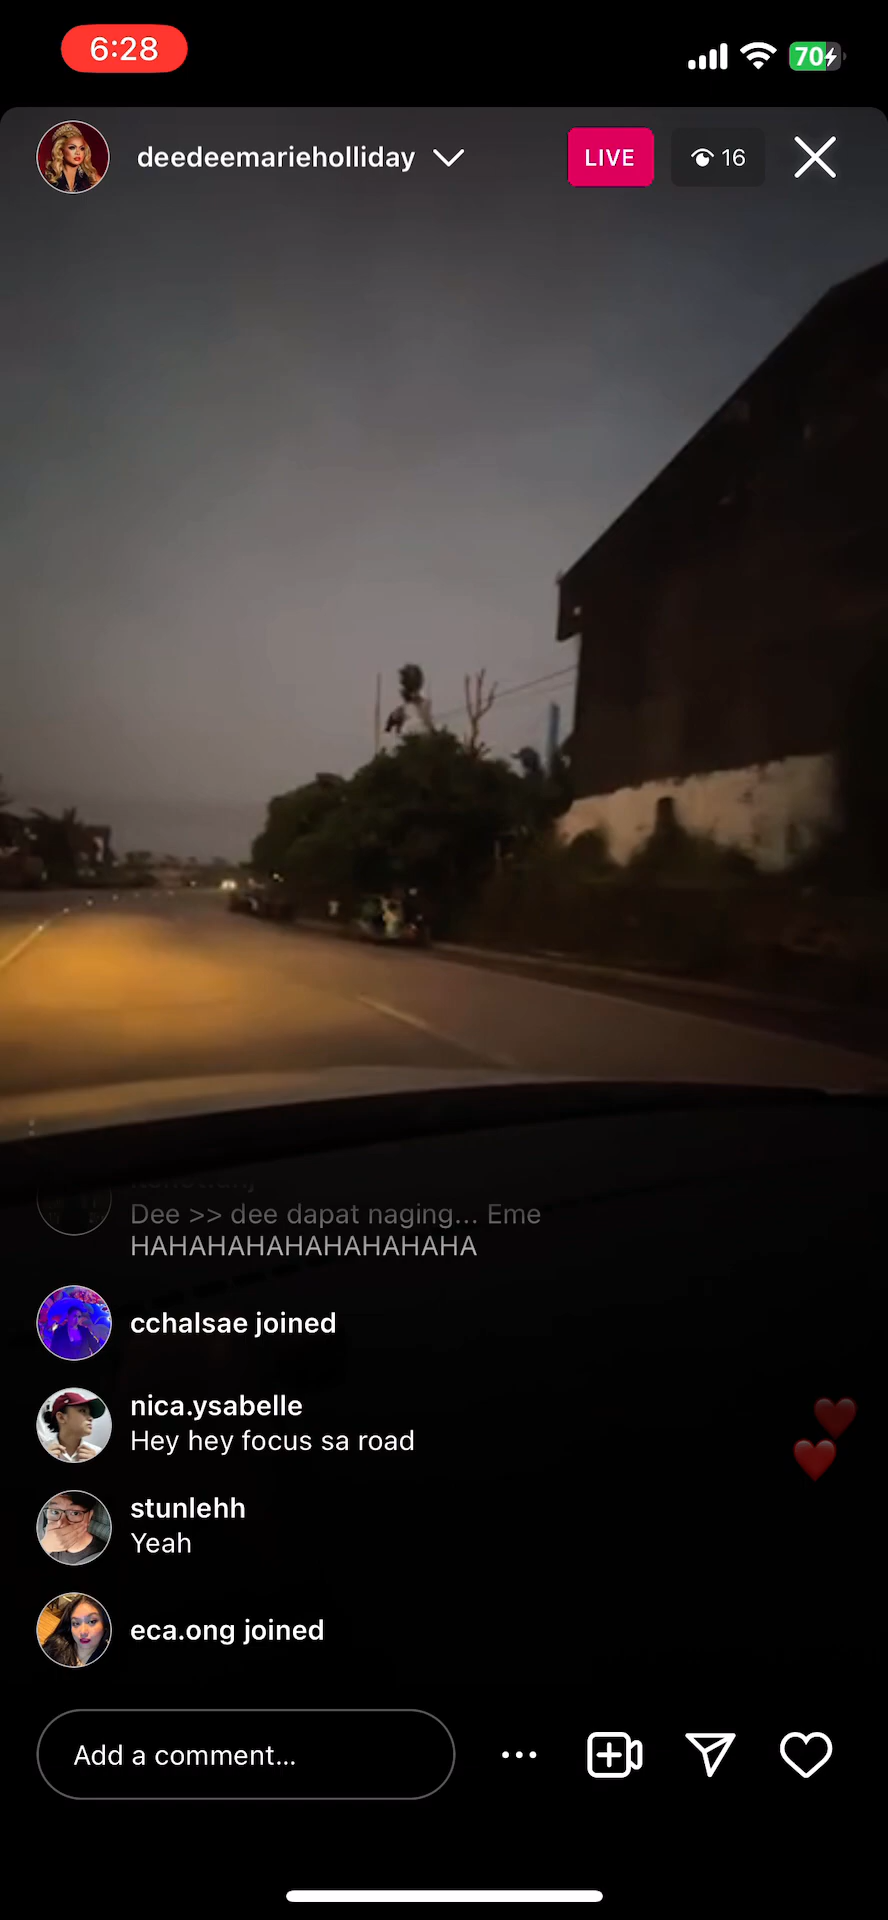 6:28
70
deedeemarieholliday
LIVE
16
Dee >> dee dapat naging... Eme
HAHAHAHAHAHAHAHAHA
cchalsae joined
nica.ysabelle
Hey hey focus sa road
stunlehh
Yeah
eca.ong joined
Add a comment...